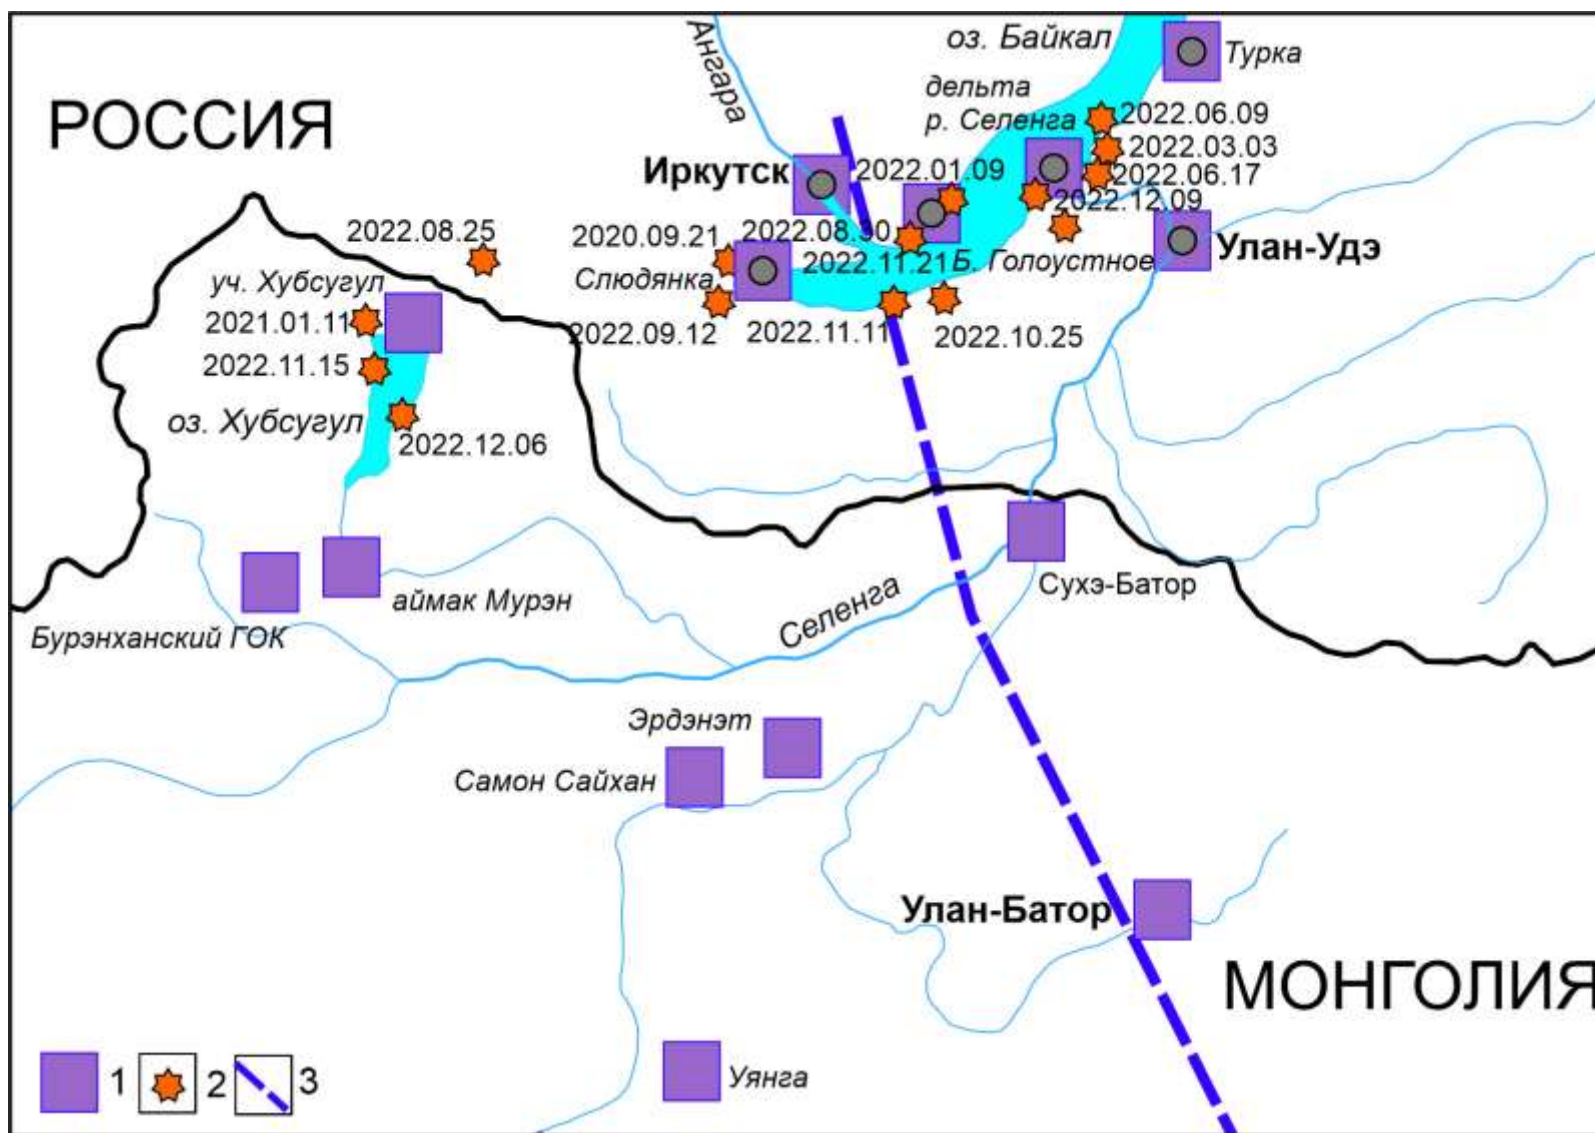 Ангара
оз. Байкал
Турка
дельта
р. Селенга
2022.06.09
2022.03.03
2022.06.17
РОССИЯ
Иркутск
2022.01.09
2022.12.09
2022.08.25
2020.09.21
2022.08.30
Улан-Удэ
2022.11.21
Б. Голоустное
Слюдянка
уч. Хубсугул
2021.01.11
2022.09.12
2022.11.11
2022.10.25
2022.11.15
оз. Хубсугул
2022.12.06
Сухэ-Батор
аймак Мурэн
Селенга
Бурэнханский ГОК
Эрдэнэт
Самон Сайхан
Улан-Батор
МОНГОЛИЯ
Уянга
1
2
3